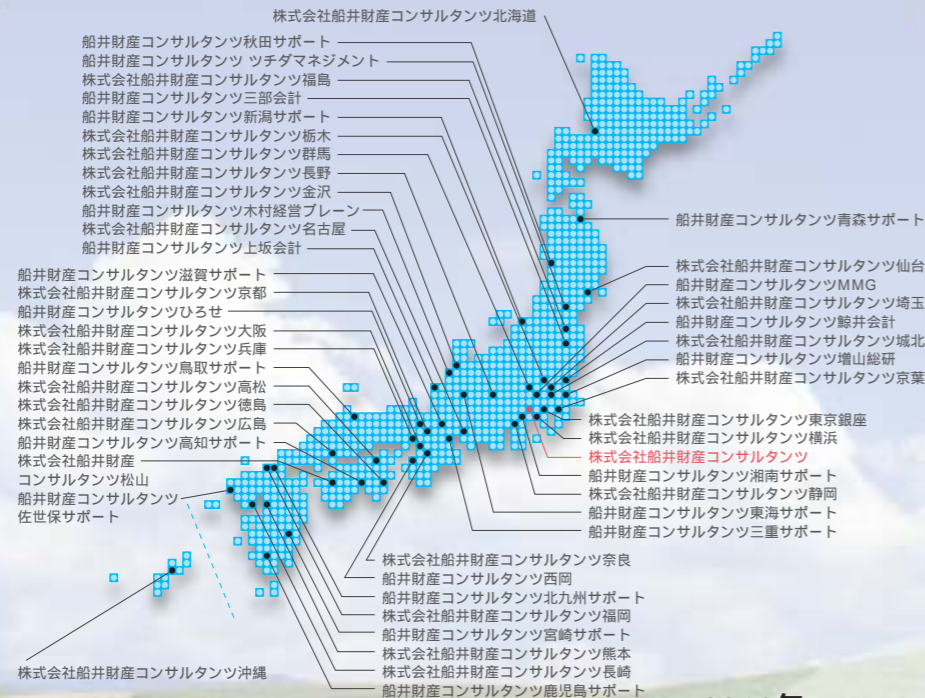 株式会社船井財産コンサルタンツ北海道
船井財産コンサルタンツ秋田サポート
船井財産コンサルタンツ ツチダマネジメント
株式会社船井財産コンサルタンツ福島
船井財産コンサルタンツ三部会計
船井財産コンサルタンツ新潟サポート
株式会社船井財産コンサルタンツ栃木
株式会社船井財産コンサルタンツ群馬
株式会社船井財産コンサルタンツ長野
株式会社船井財産コンサルタンツ金沢
船井財産コンサルタンツ木村経営ブレーン
株式会社船井財産コンサルタンツ名古屋
船井財産コンサルタンツ上坂会計
船井財産コンサルタンツ滋賀サポート
株式会社船井財産コンサルタンツ京都
船井財産コンサルタンツひろせ
株式会社船井財産コンサルタンツ大阪
株式会社船井財産コンサルタンツ兵庫
船井財産コンサルタンツ鳥取サポート
株式会社船井財産コンサルタンツ高松
株式会社船井財産コンサルタンツ徳島
株式会社船井財産コンサルタンツ広島
船井財産コンサルタンツ高知サポート
株式会社船井財産
コンサルタンツ松山
船井財産コンサルタンツ
佐世保サポート
株式会社船井財産コンサルタンツ沖縄
船井財産コンサルタンツ青森サポート
株式会社船井財産コンサルタンツ仙台
船井財産コンサルタンツMMG
株式会社船井財産コンサルタンツ埼玉
船井財産コンサルタンツ鯨井会計
株式会社船井財産コンサルタンツ城北
船井財産コンサルタンツ増山総研
株式会社船井財産コンサルタンツ京葉
株式会社船井財産コンサルタンツ東京銀座
株式会社船井財産コンサルタンツ横浜
株式会社船井財産コンサルタンツ
船井財産コンサルタンツ湘南サポート
株式会社船井財産コンサルタンツ静岡
船井財産コンサルタンツ東海サポート
船井財産コンサルタンツ三重サポート
株式会社船井財産コンサルタンツ奈良
船井財産コンサルタンツ西岡
船井財産コンサルタンツ北九州サポート
株式会社船井財産コンサルタンツ福岡
船井財産コンサルタンツ宮崎サポート
株式会社船井財産コンサルタンツ熊本
株式会社船井財産コンサルタンツ長崎
船井財産コンサルタンツ鹿児島サポート